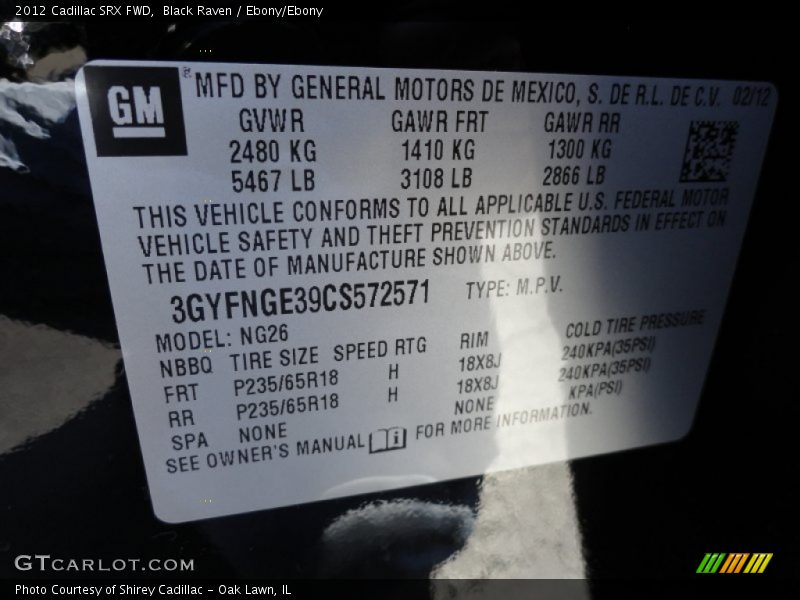 2012 Cadillac SRX FWD,  Black Raven / Ebony/Ebony
GM
®
MFD BY GENERAL MOTORS DE MEXICO, S. DE R.L. DE C.V. 02/12
GVWR GAWR FRT GAWR RR
2480 KG 1410 KG 1300 KG
5467 LB 3108 LB 2866 LB
THIS VEHICLE CONFORMS TO ALL APPLICABLE U.S. FEDERAL MOTOR
VEHICLE SAFETY AND THEFT PREVENTION STANDARDS IN EFFECT ON
THE DATE OF MANUFACTURE SHOWN ABOVE.
3GYFNGE39CS572571 TYPE: M.P.V.
MODEL: NG26
NBBQ TIRE SIZE SPEED RTG RIM COLD TIRE PRESSURE
FRT P235/65R18 H 18X8J 240KPA(35PSI)
RR P235/65R18 H 18X8J 240KPA(35PSI)
SPA NONE NONE KPA(PSI)
SEE OWNER'S MANUAL i FOR MORE INFORMATION.
GTCARLOT.COM
Photo Courtesy of Shirey Cadillac - Oak Lawn, IL